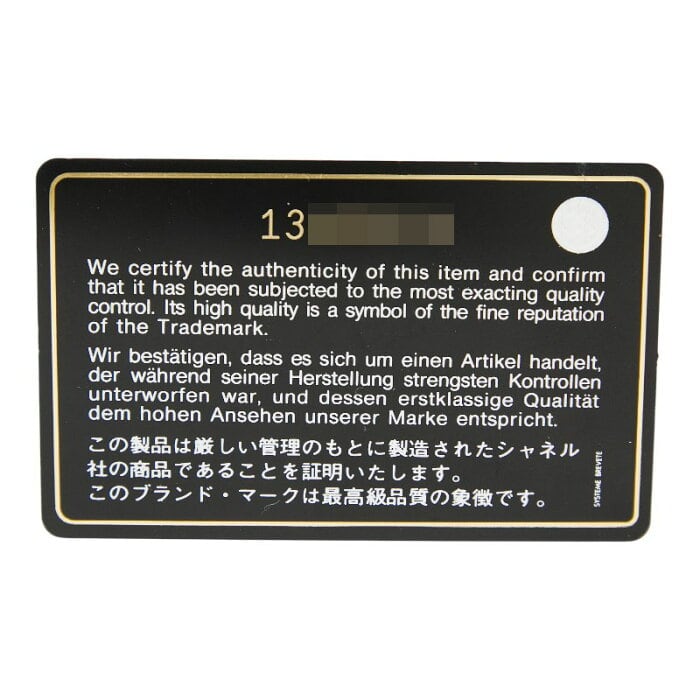 13
We certify the authenticity of this item and confirm
that it has been subjected to the most exacting quality
control. Its high quality is a symbol of the fine reputation
of the Trademark.
Wir bestätigen, dass es sich um einen Artikel handelt,
der während seiner Herstellung strengsten Kontrollen
unterworfen war, und dessen erstklassige Qualität
dem hohen Ansehen unserer Marke entspricht.
この製品は厳しい管理のもとに製造されたシャネル
社の商品であることを証明いたします。
このブランド・マークは最高級品質の象徴です。
SYSTEME BREVETE